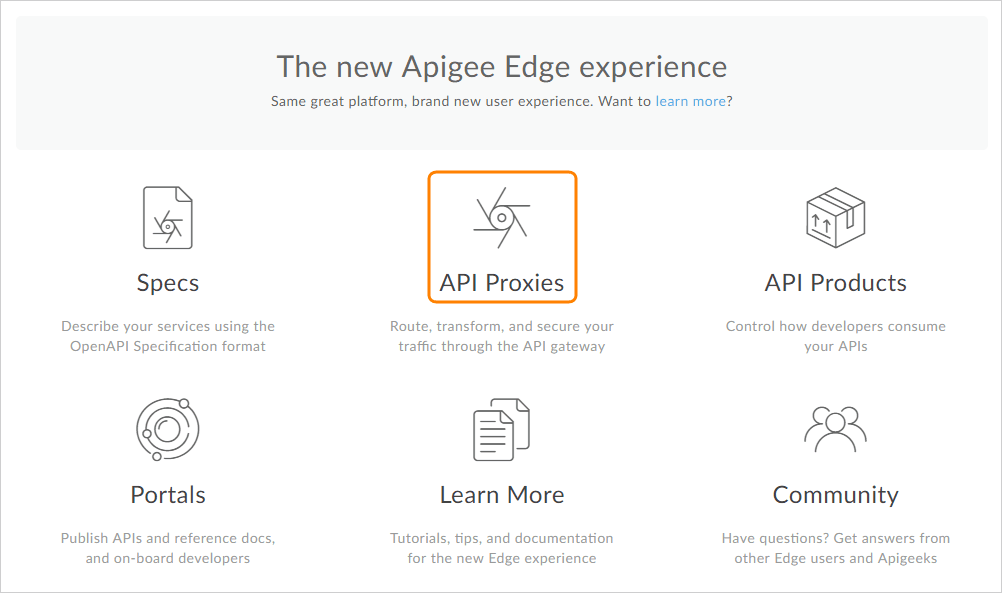 The new Apigee Edge experience
Same great platform, brand new user experience. Want to learn more?
Specs
Describe your services using the
OpenAPI Specification format
API Proxies
Route, transform, and secure your
traffic through the API gateway
API Products
Control how developers consume
your APIs
Portals
Publish APIs and reference docs,
and on-board developers
Learn More
Tutorials, tips, and documentation
for the new Edge experience
Community
Have questions? Get answers from
other Edge users and Apigeeks